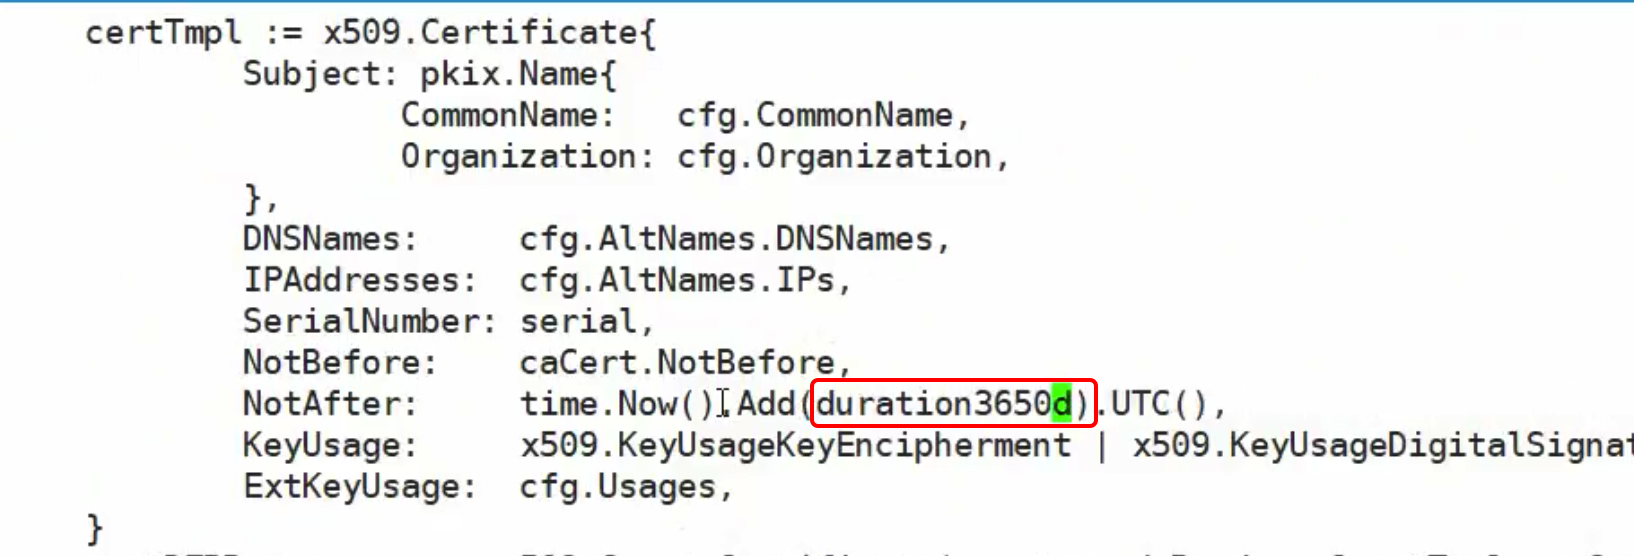 certTmpl := x509.Certificate{
Subject: pkix.Name{
CommonName: cfg.CommonName,
Organization: cfg.Organization,
},
DNSNames: cfg.AltNames.DNSNames,
IPAddresses: cfg.AltNames.IPs,
SerialNumber: serial,
NotBefore: caCert.NotBefore,
NotAfter: time.Now().Add(duration3650d).UTC(),
KeyUsage: x509.KeyUsageKeyEncipherment | x509.KeyUsageDigitalSignat
ExtKeyUsage: cfg.Usages,
}